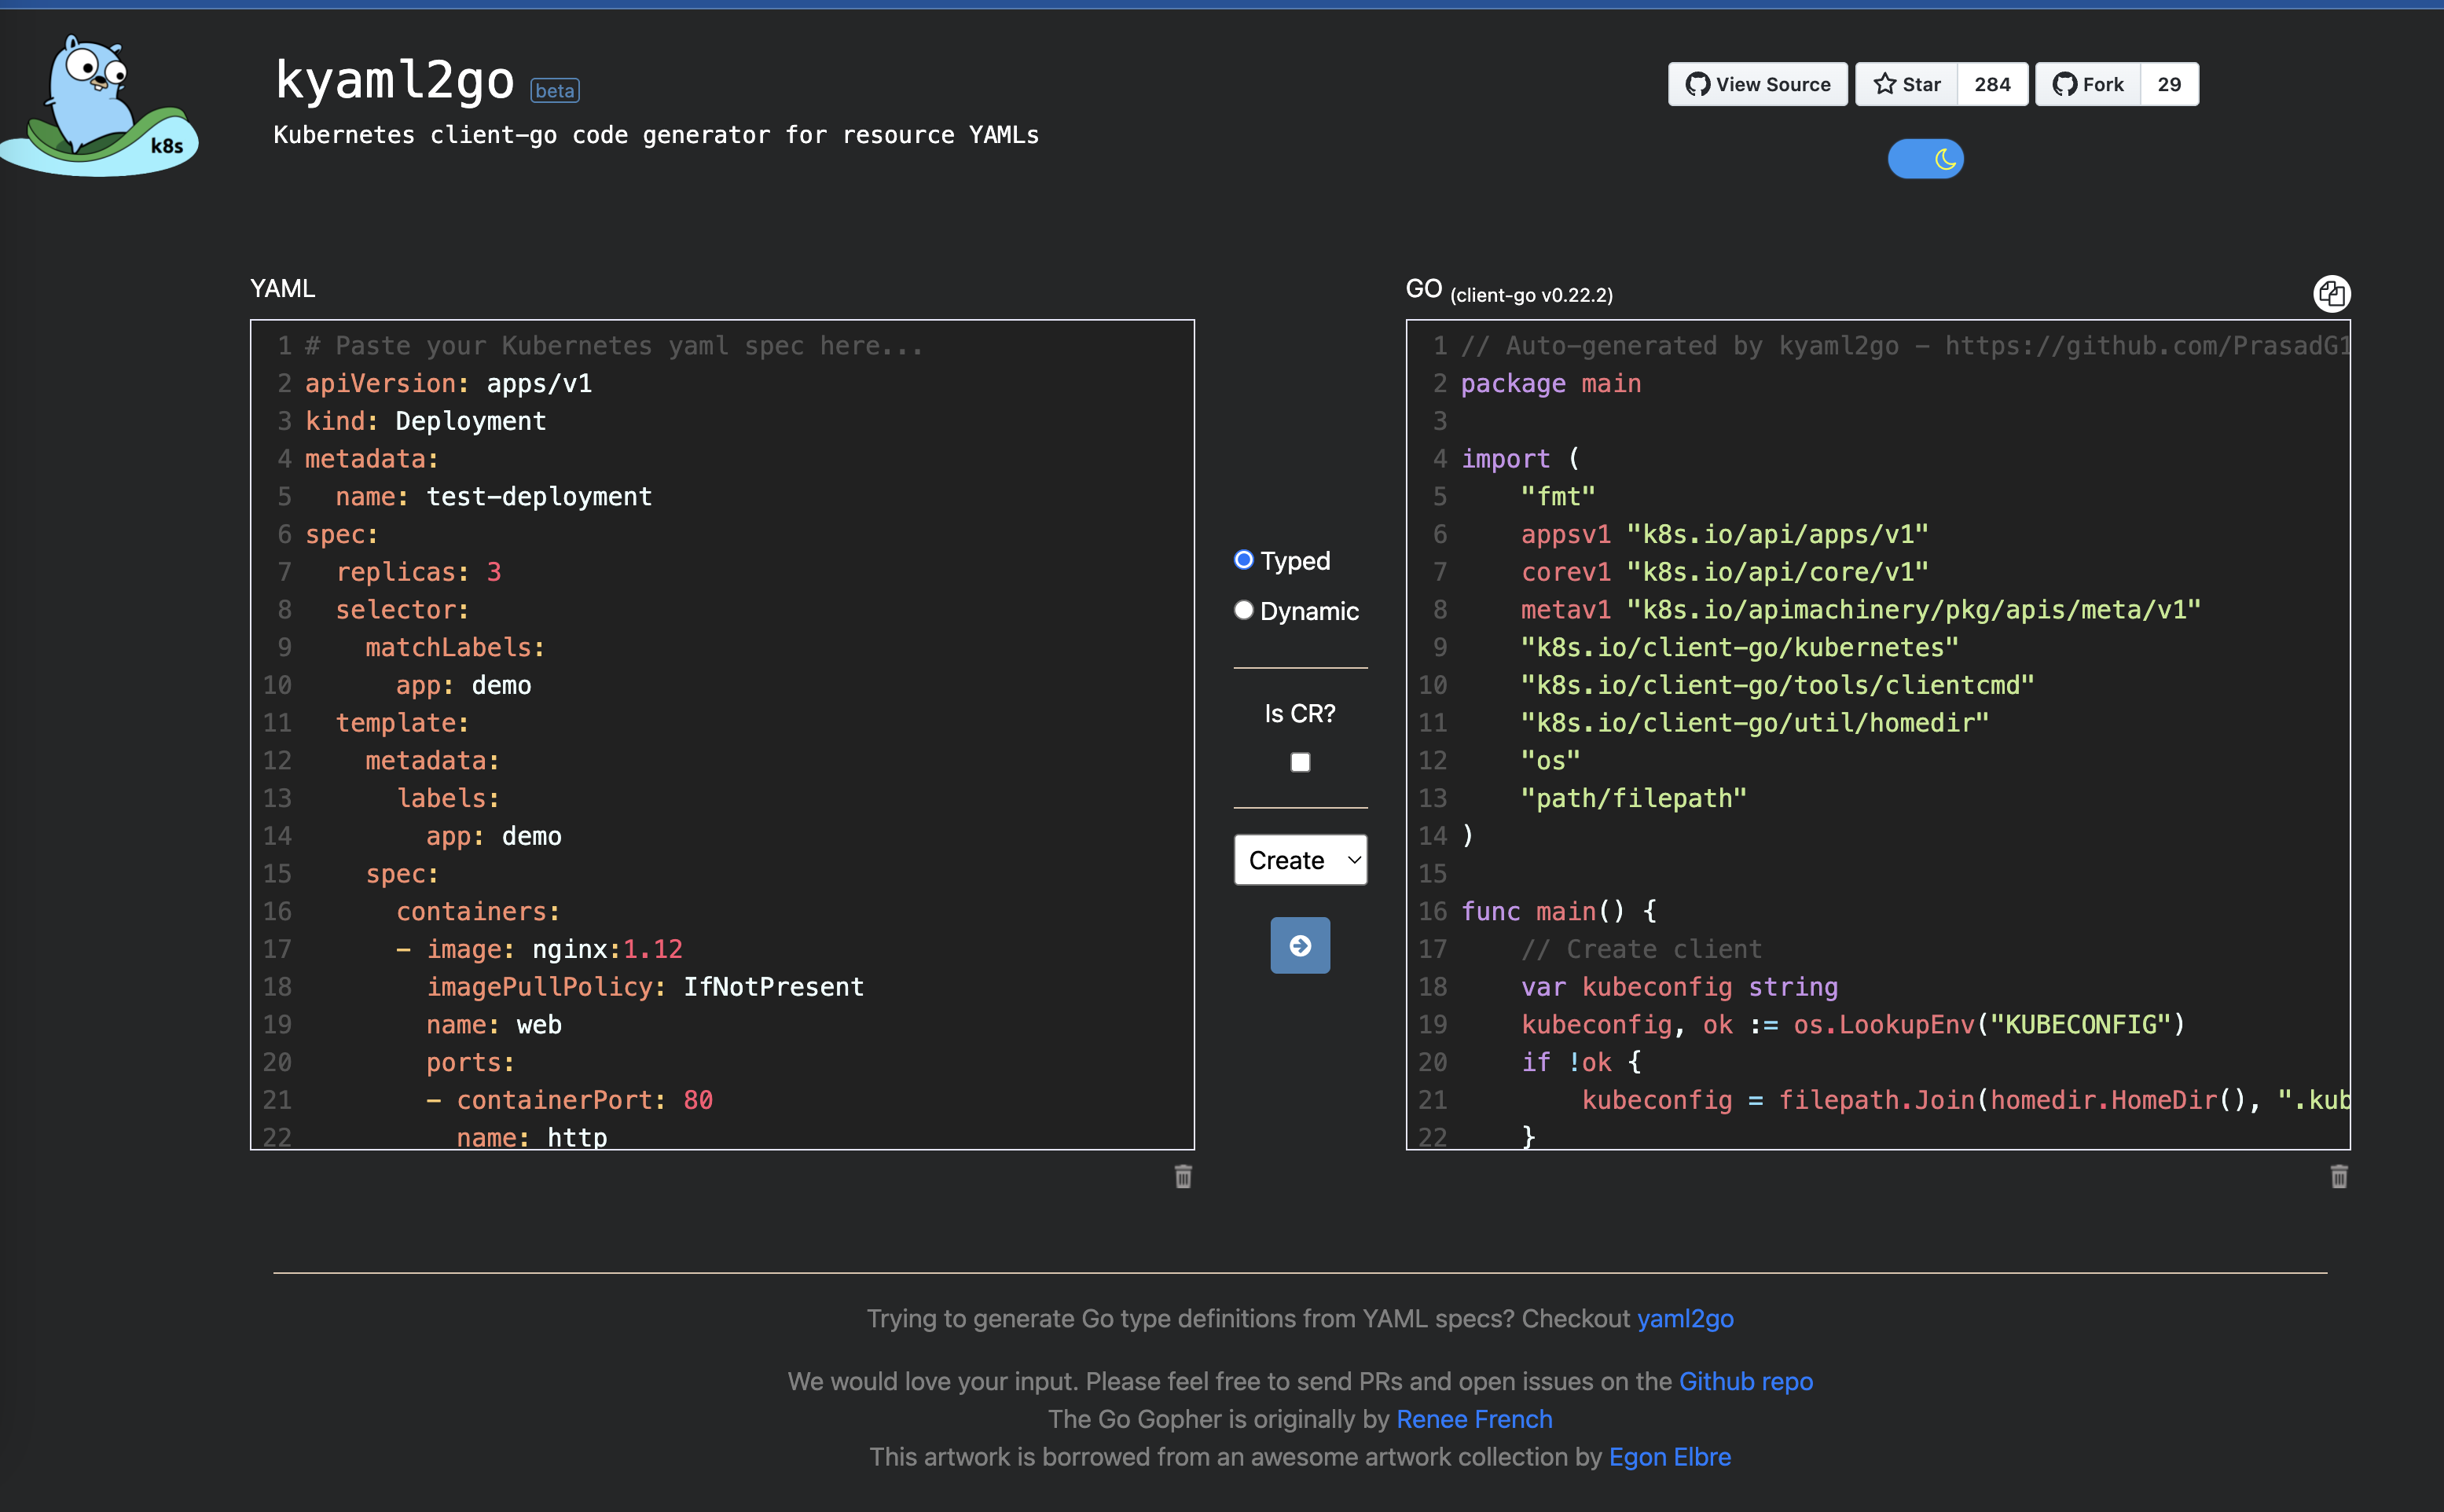 k8s
kyaml2go beta
Kubernetes client-go code generator for resource YAMLs
View Source
Star 284
Fork 29
YAML
1 # Paste your Kubernetes yaml spec here...
2 apiVersion: apps/v1
3 kind: Deployment
4 metadata:
5   name: test-deployment
6 spec:
7   replicas: 3
8   selector:
9     matchLabels:
10       app: demo
11   template:
12     metadata:
13       labels:
14         app: demo
15     spec:
16       containers:
17       - image: nginx:1.12
18         imagePullPolicy: IfNotPresent
19         name: web
20         ports:
21         - containerPort: 80
22           name: http
Typed
Dynamic
Is CR?
Create
GO (client-go v0.22.2)
1 // Auto-generated by kyaml2go - https://github.com/PrasadG1
2 package main
3
4 import (
5     "fmt"
6     appsv1 "k8s.io/api/apps/v1"
7     corev1 "k8s.io/api/core/v1"
8     metav1 "k8s.io/apimachinery/pkg/apis/meta/v1"
9     "k8s.io/client-go/kubernetes"
10     "k8s.io/client-go/tools/clientcmd"
11     "k8s.io/client-go/util/homedir"
12     "os"
13     "path/filepath"
14 )
15
16 func main() {
17     // Create client
18     var kubeconfig string
19     kubeconfig, ok := os.LookupEnv("KUBECONFIG")
20     if !ok {
21         kubeconfig = filepath.Join(homedir.HomeDir(), ".kub
22     }
Trying to generate Go type definitions from YAML specs? Checkout yaml2go
We would love your input. Please feel free to send PRs and open issues on the Github repo
The Go Gopher is originally by Renee French
This artwork is borrowed from an awesome artwork collection by Egon Elbre